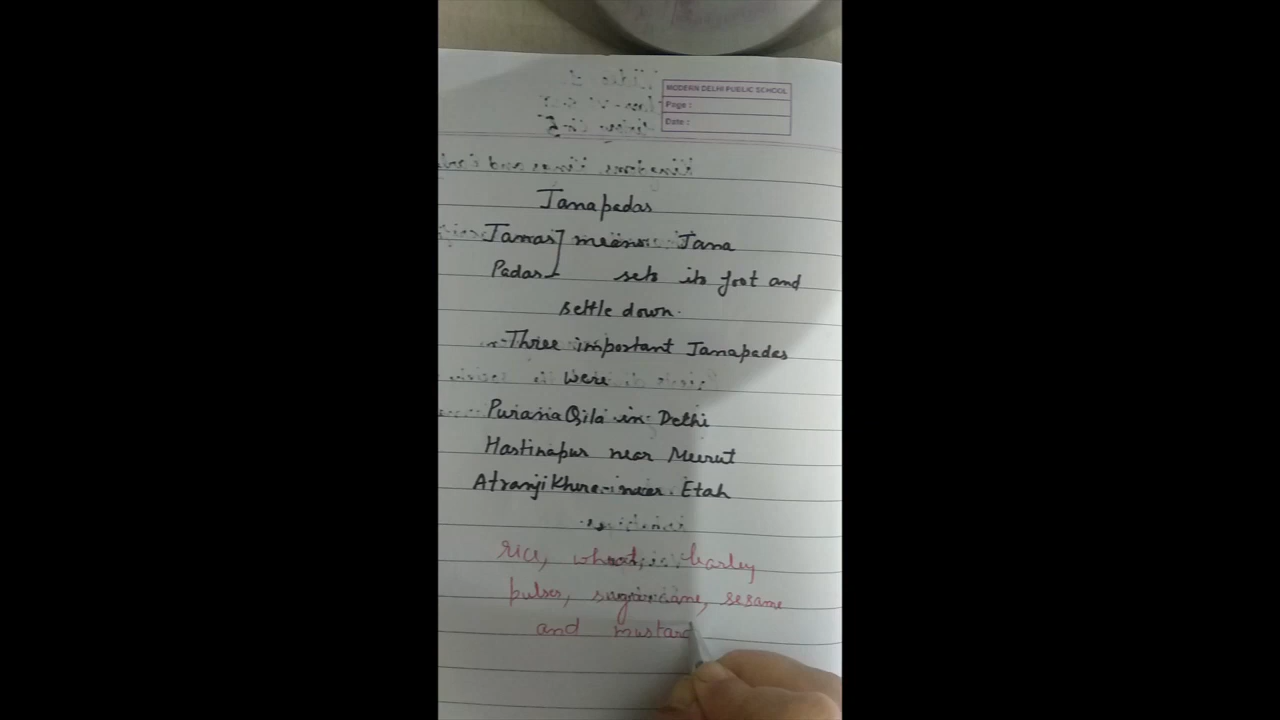 MODERN DELHI PUBLIC SCHOOL
Page :
Date :
Janapadas
Janas] means Jana
Padas sets its foot and
settle down.
Three important Janapadas
were
Purana Qila in Delhi
Hastinapur near Meerut
Atranji Khera near Etah
rice, wheat, barley
pulses, sugarcane, sesame
and mustard